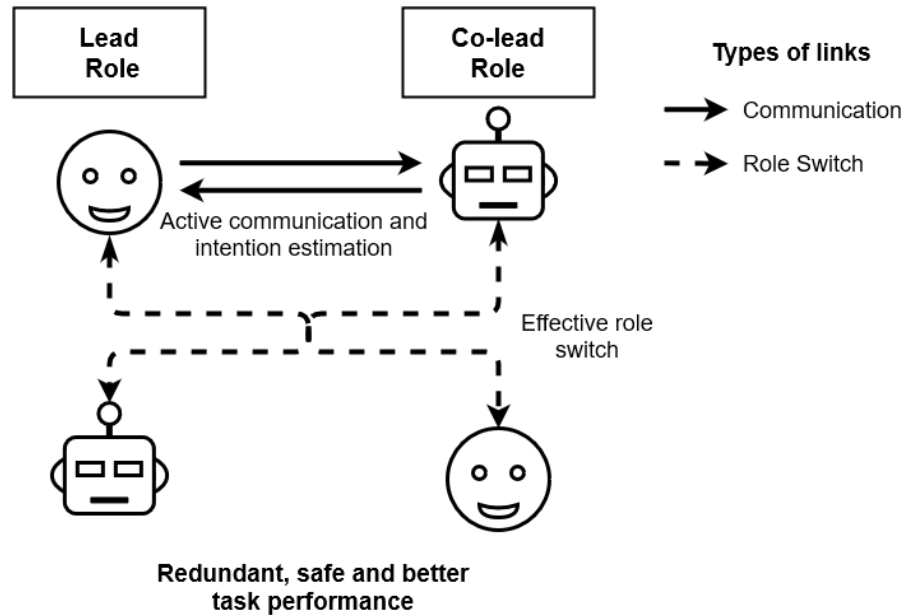 Lead
Role
Co-lead
Role
Types of links
Communication
Role Switch
Active communication and
intention estimation
Effective role
switch
Redundant, safe and better
task performance